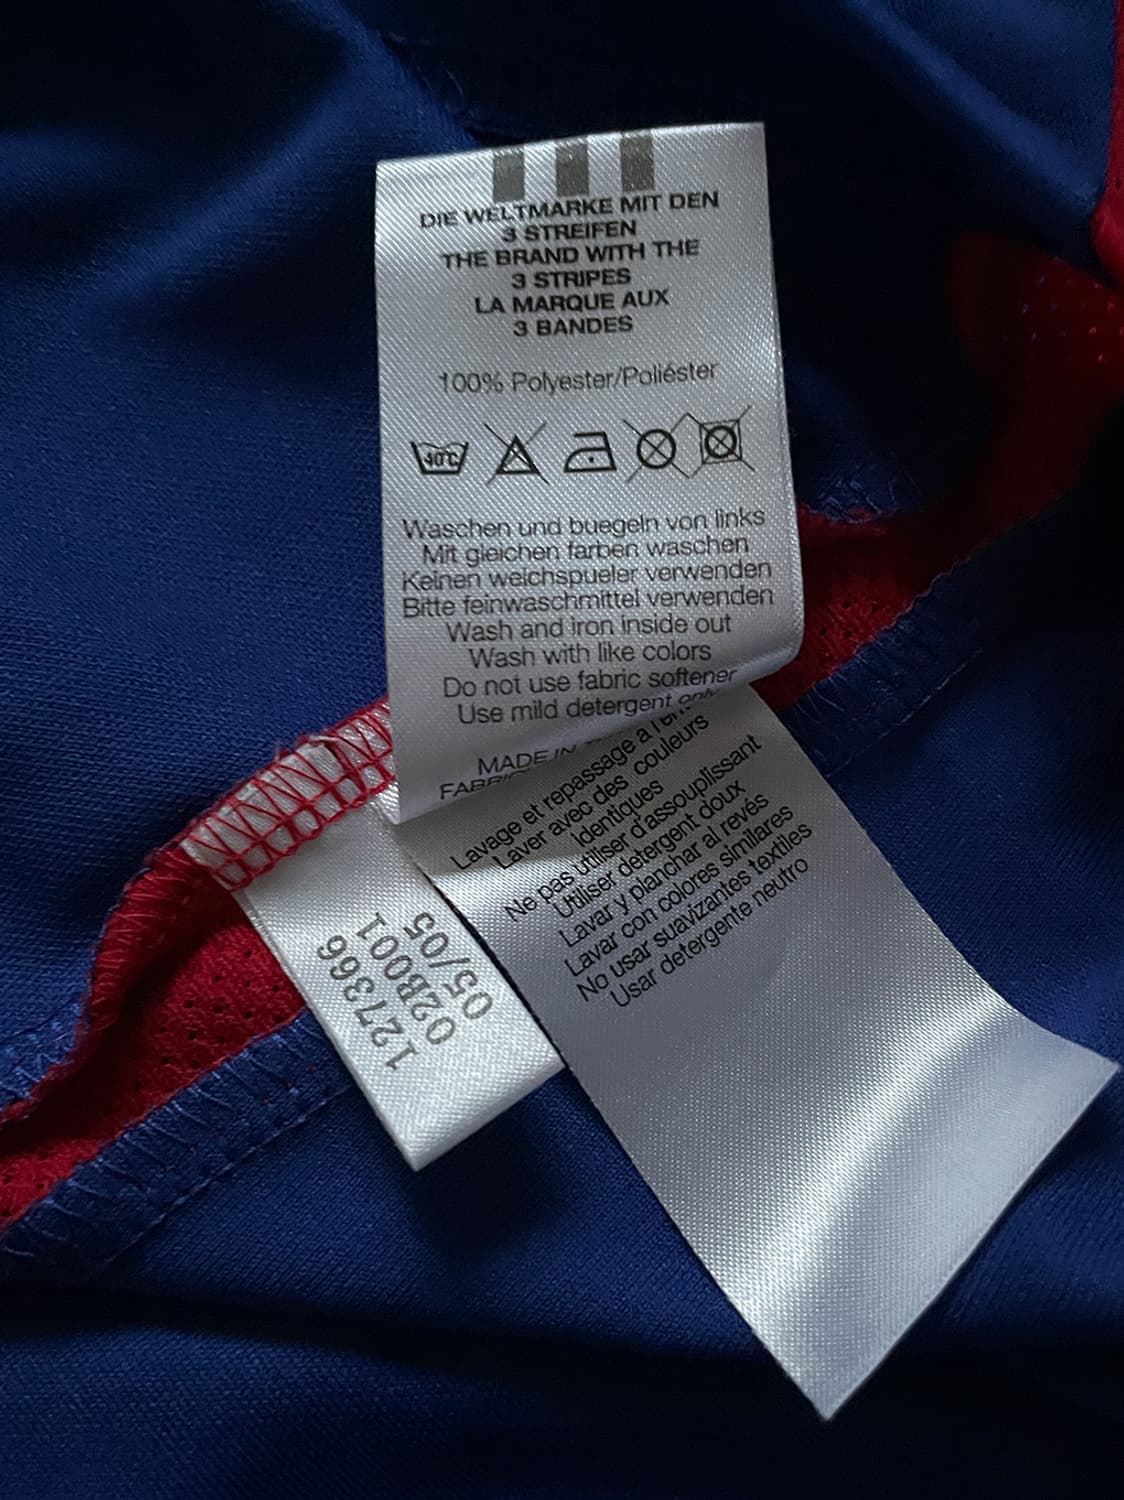 DIE WELTMARKE MIT DEN
3 STREIFEN
THE BRAND WITH THE
3 STRIPES
LA MARQUE AUX
3 BANDES
100% Polyester/Poliéster
40°C
Waschen und buegeln von links
Mit gleichen farben waschen
Keinen weichspueler verwenden
Bitte feinwaschmittel verwenden
Wash and iron inside out
Wash with like colors
Do not use fabric softener
Use mild detergent only
MADE IN
Lavage et repassage a
Laver avec des couleurs
identiques
Ne pas utiliser d'assouplissant
Utiliser detergent doux
Lavar y planchar al revés
Lavar con colores similares
No usar suavizantes textiles
Usar detergente neutro
127366
02B001
05/05